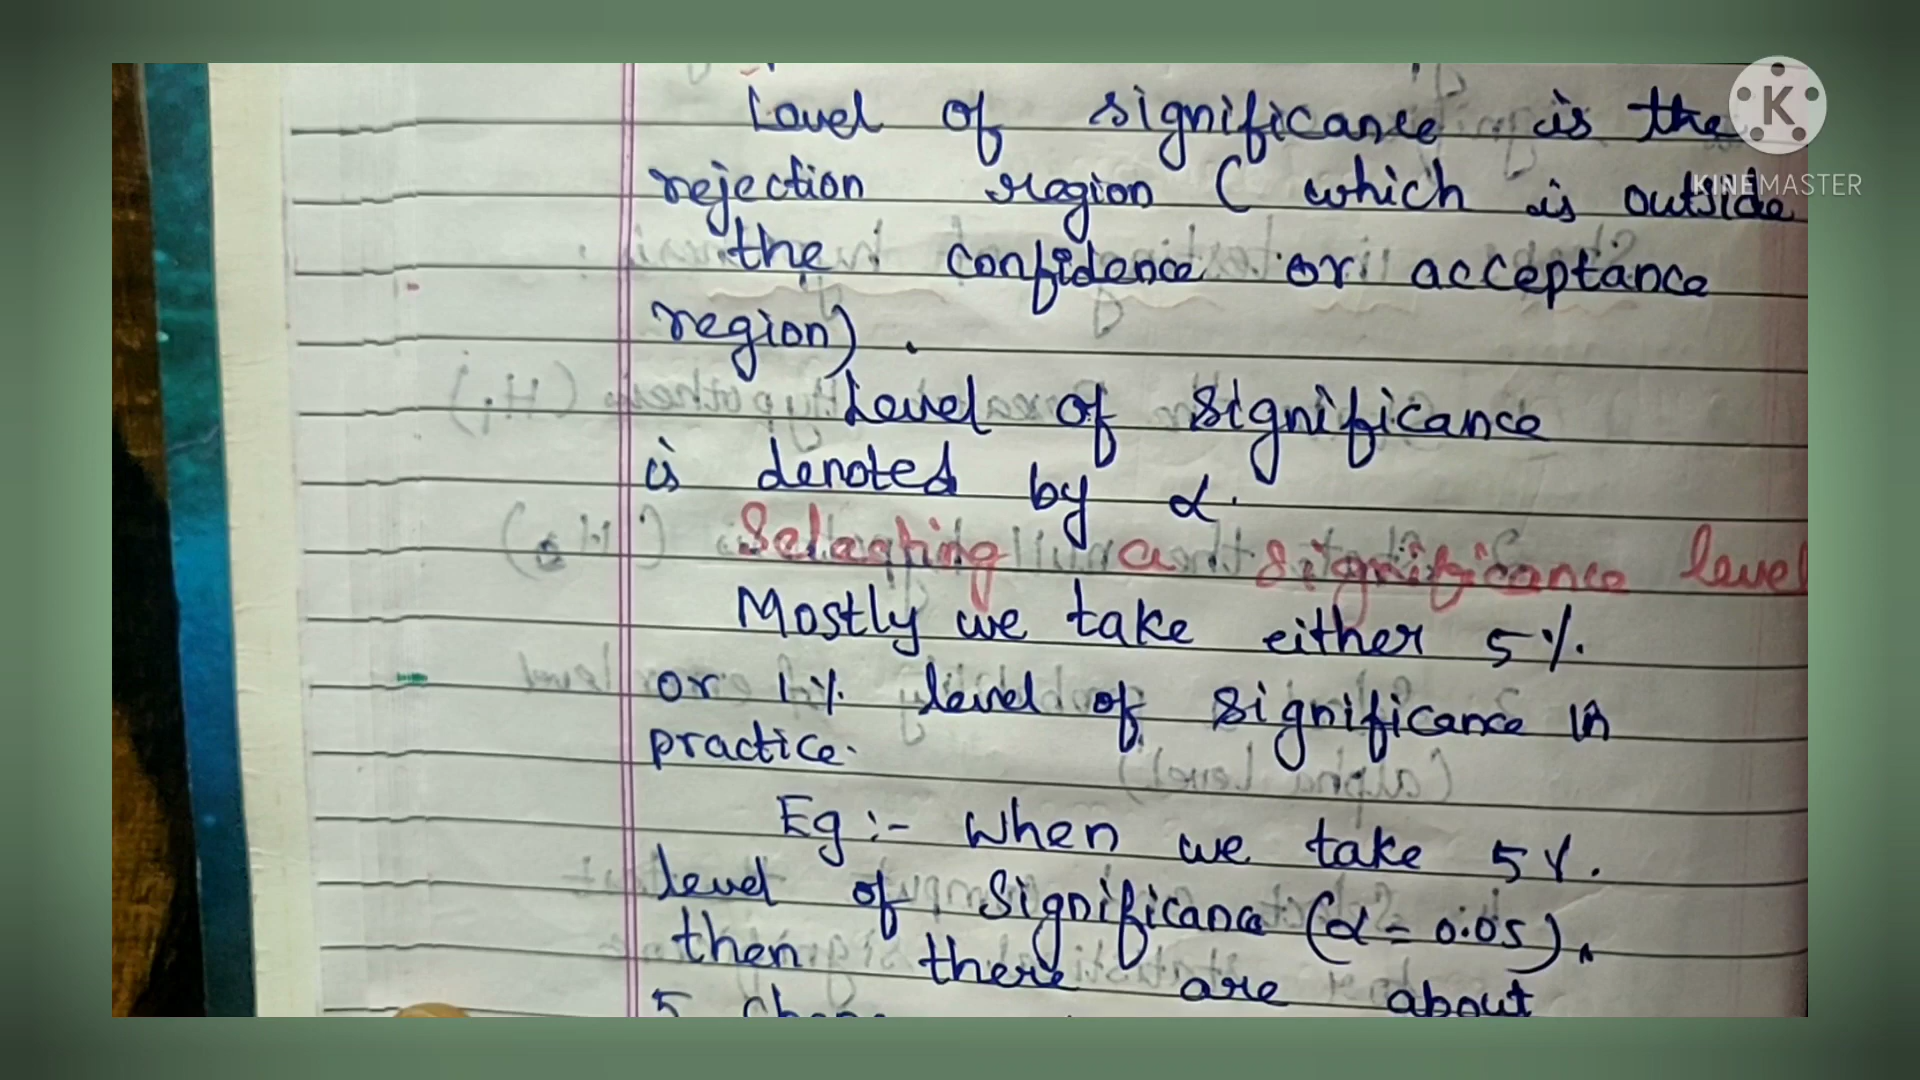 Level of significance is the
rejection region ( which is outside
the confidence or acceptance
region) .
Level of significance
is denoted by α.
Selecting a significance level
Mostly we take either 5%.
or 1% level of significance in
practice.
Eg :- When we take 5%.
level of significance (α = 0.05),
then there are about
5
KINEMASTER